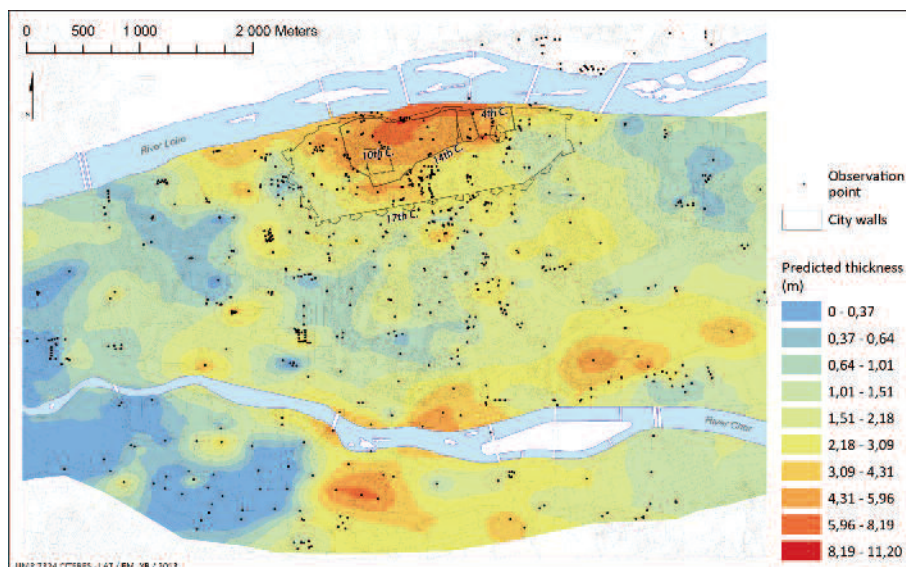 0 500 1 000 2 000 Meters
N
River Loire
4th C.
10th C.
14th C.
17th C.
River Cher
Observation
point
City walls
Predicted thickness
(m)
0 - 0,37
0,37 - 0,64
0,64 - 1,01
1,01 - 1,51
1,51 - 2,18
2,18 - 3,09
3,09 - 4,31
4,31 - 5,96
5,96 - 8,19
8,19 - 11,20